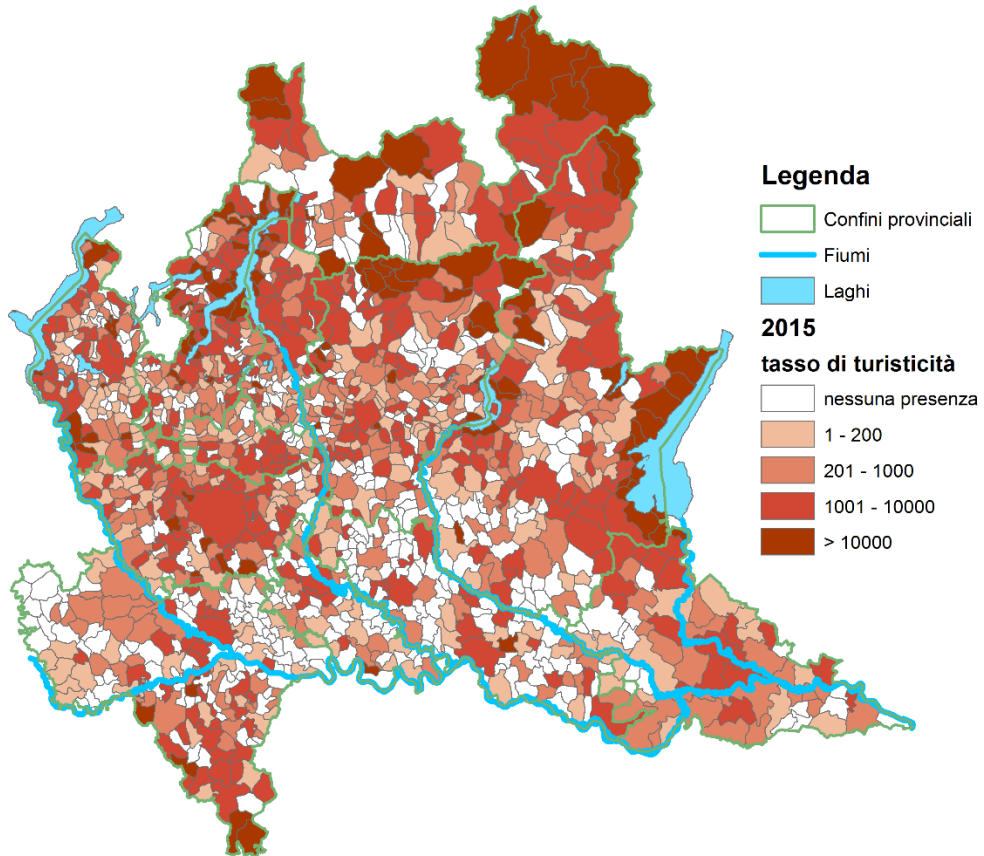 Legenda
Confini provinciali
Fiumi
Laghi
2015
tasso di turisticità
nessuna presenza
1 - 200
201 - 1000
1001 - 10000
> 10000